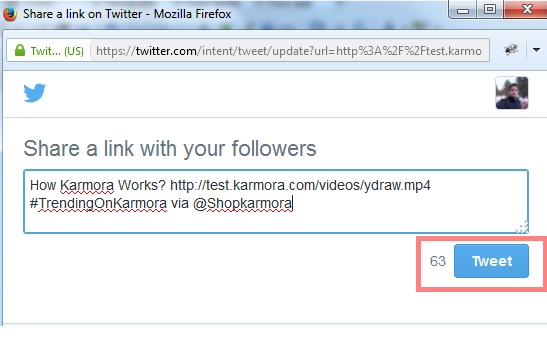 Share a link on Twitter - Mozilla Firefox
Twit... (US) https://twitter.com/intent/tweet/update?url=http%3A%2F%2Ftest.karmo
Share a link with your followers
How Karmora Works? http://test.karmora.com/videos/ydraw.mp4
#TrendingOnKarmora via @Shopkarmora
63 Tweet